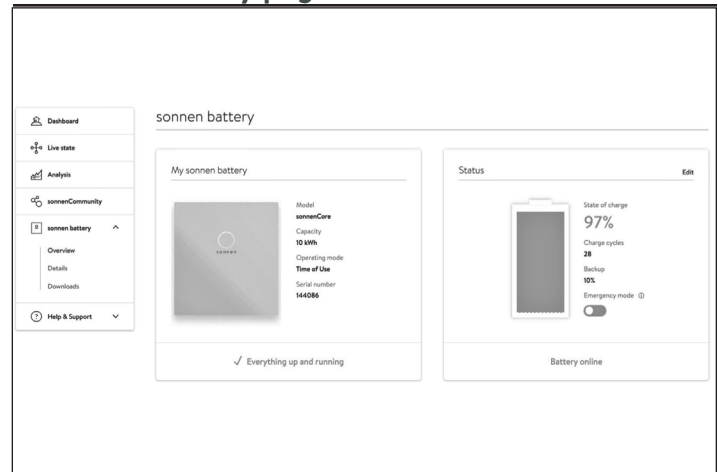 sonnen battery
Dashboard
Live state
Analysis
sonnenCommunity
sonnen battery
Overview
Details
Downloads
Help & Support
My sonnen battery
sonnen
Model
sonnenCore
Capacity
10 kWh
Operating mode
Time of Use
Serial number
144086
✓ Everything up and running
Status
Edit
State of charge
97%
Charge cycles
28
Backup
10%
Emergency mode
Battery online